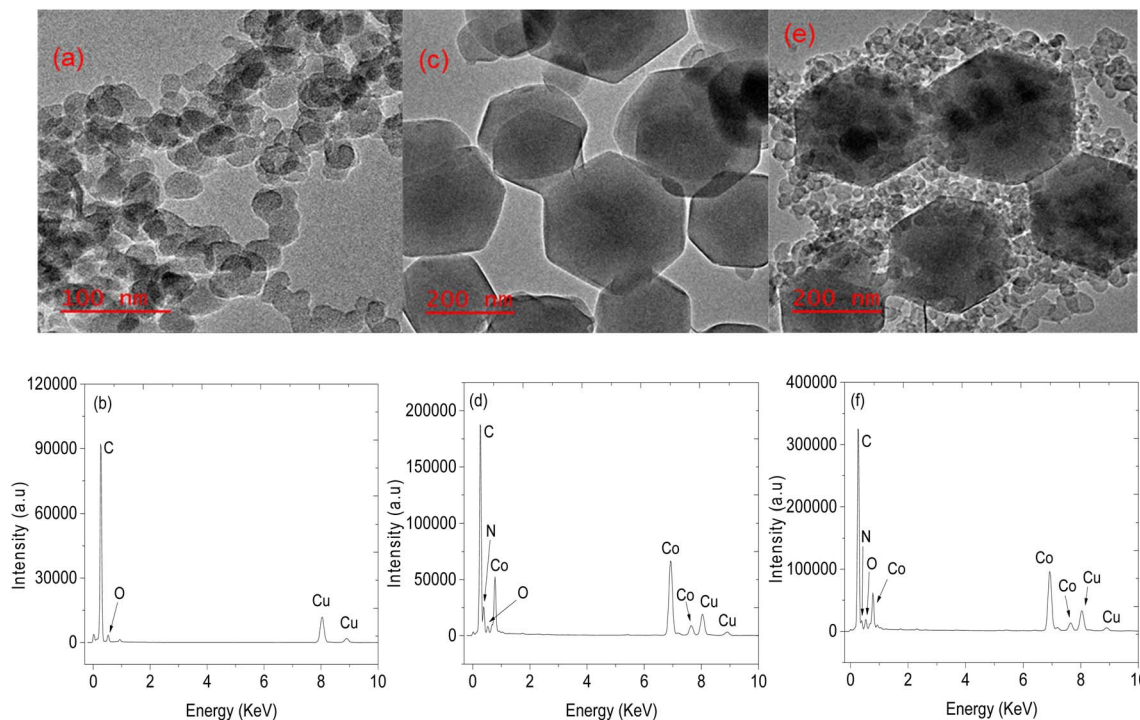 (a)
100 nm
(c)
200 nm
(e)
200 nm
(b)
120000
90000
60000
30000
0
Intensity (a.u)
C
O
Cu
Cu
0 2 4 6 8 10
Energy (KeV)
(d)
200000
150000
100000
50000
0
Intensity (a.u)
C
N
Co
O
Co
Co
Cu
Cu
0 2 4 6 8 10
Energy (KeV)
(f)
400000
300000
200000
100000
0
Intensity (a.u)
C
N
O
Co
Co
Co
Cu
Cu
0 2 4 6 8 10
Energy (KeV)